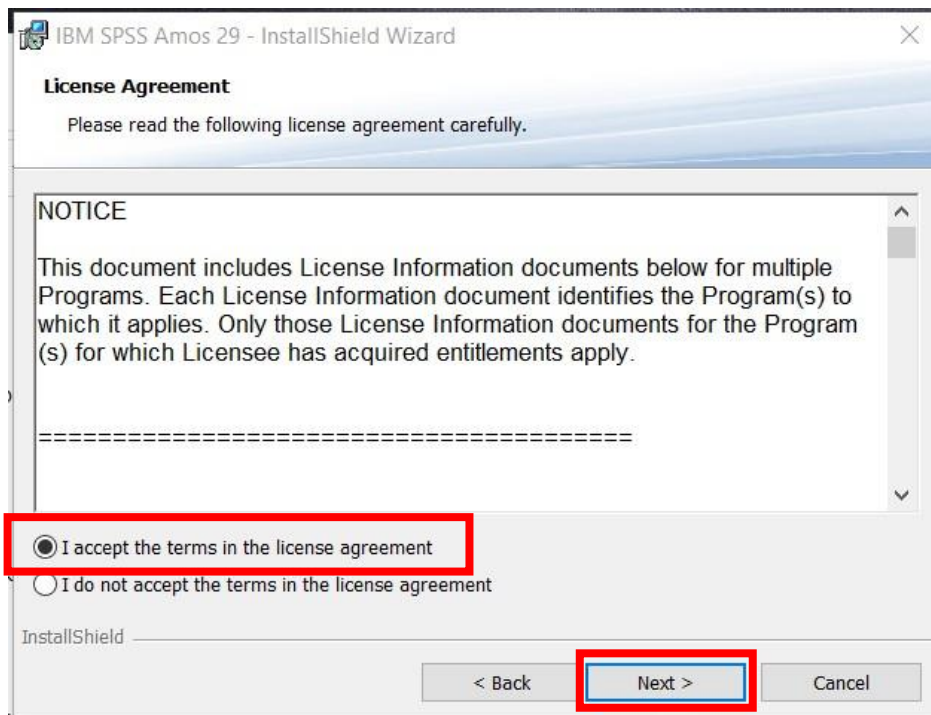 IBM SPSS Amos 29 - InstallShield Wizard
License Agreement
Please read the following license agreement carefully.
NOTICE
This document includes License Information documents below for multiple
Programs. Each License Information document identifies the Program(s) to
which it applies. Only those License Information documents for the Program
(s) for which Licensee has acquired entitlements apply.
========================================
I accept the terms in the license agreement
I do not accept the terms in the license agreement
InstallShield
< Back Next > Cancel